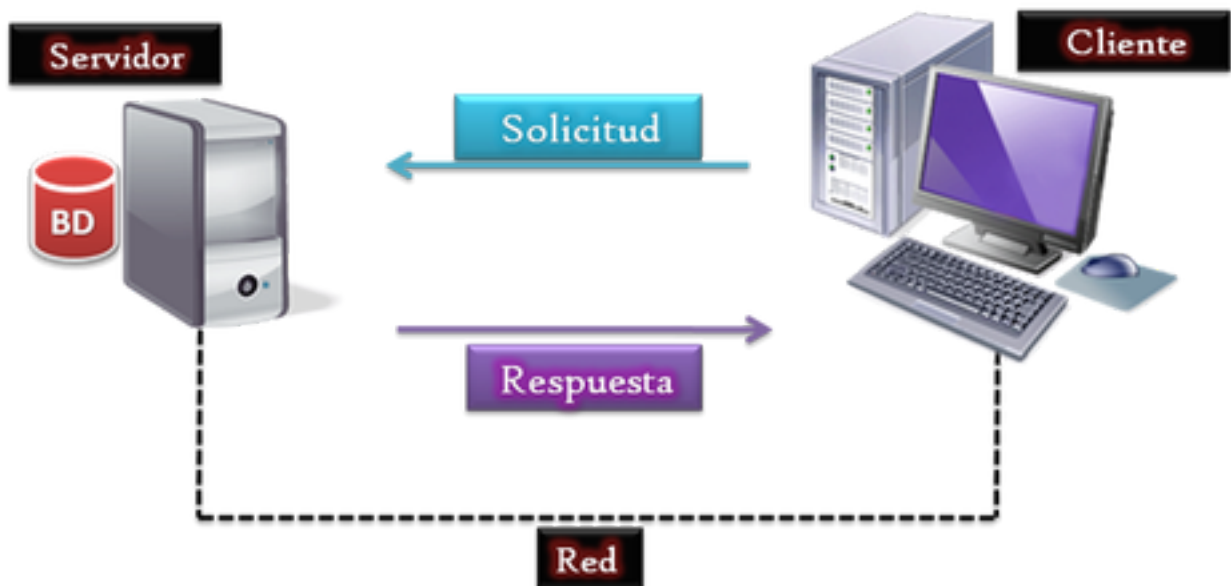 Servidor
Cliente
Solicitud
BD
Respuesta
Red